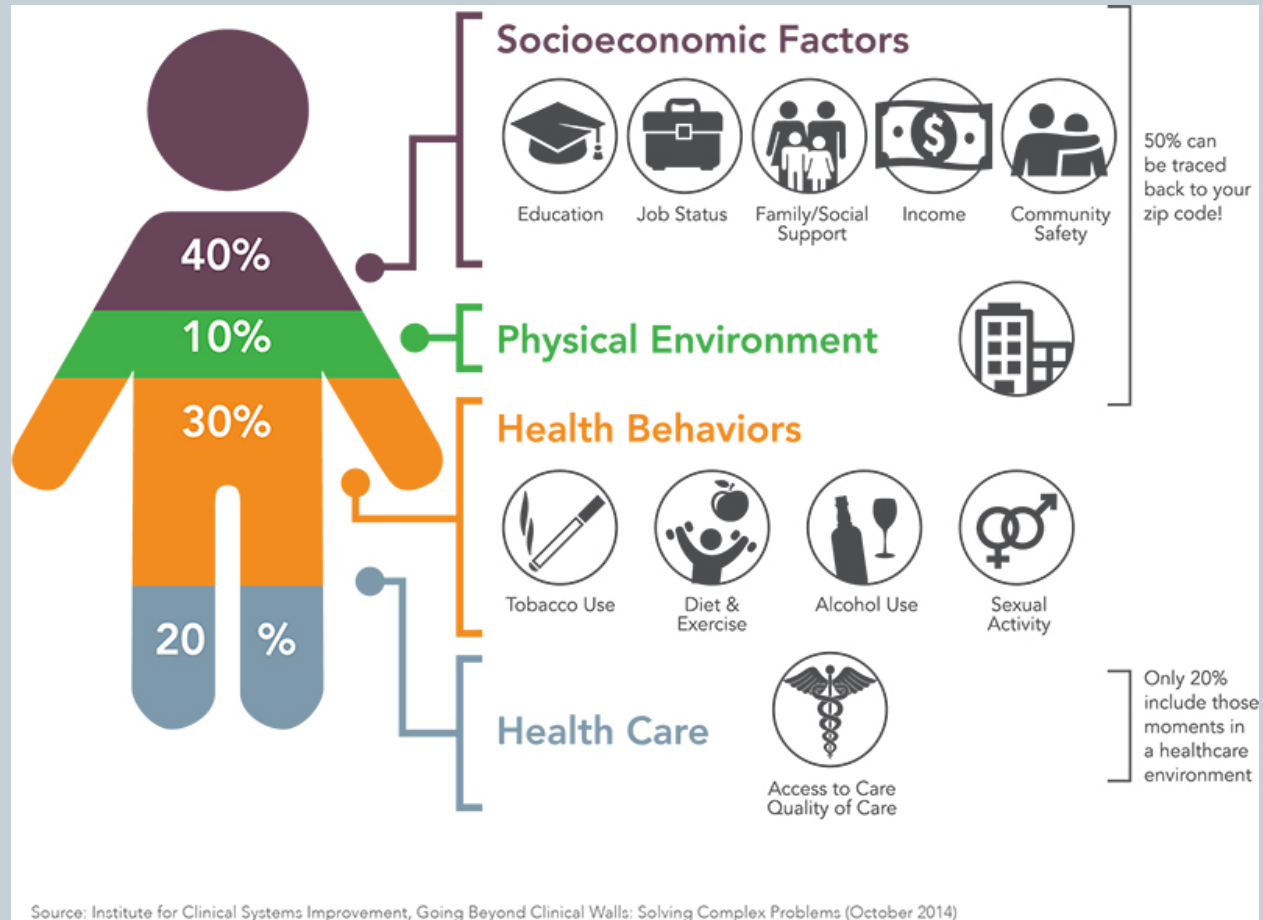 Socioeconomic Factors
Education
Job Status
Family/Social
Support
Income
Community
Safety
50% can
be traced
back to your
zip code!
40%
10%
Physical Environment
30%
Health Behaviors
Tobacco Use
Diet &
Exercise
Alcohol Use
Sexual
Activity
20 %
Health Care
Access to Care
Quality of Care
Only 20%
include those
moments in
a healthcare
environment
Source: Institute for Clinical Systems Improvement, Going Beyond Clinical Walls: Solving Complex Problems (October 2014)